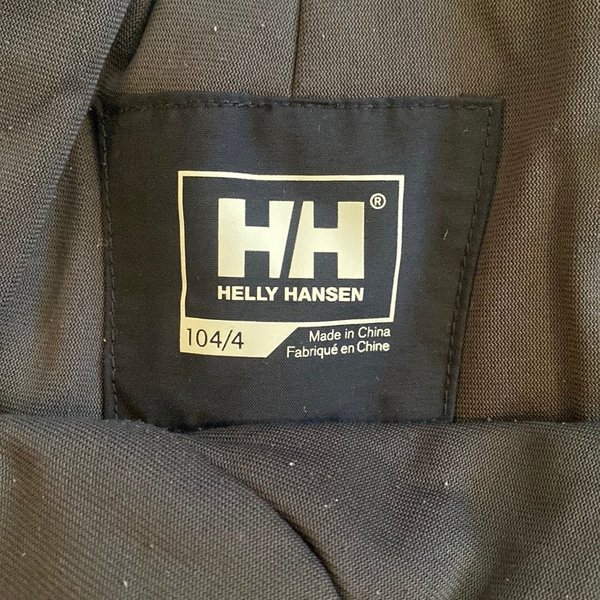 HH®
HELLY HANSEN
104/4
Made in China
Fabriqué en Chine